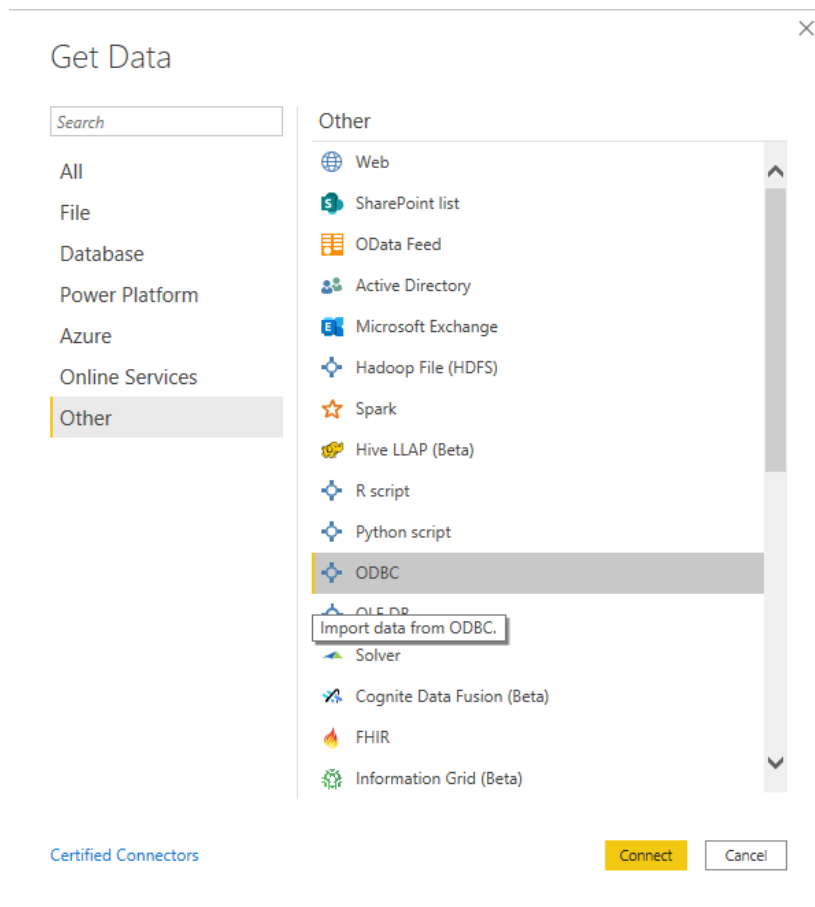 Get Data
Search
All
File
Database
Power Platform
Azure
Online Services
Other
Other
Web
SharePoint list
OData Feed
Active Directory
Microsoft Exchange
Hadoop File (HDFS)
Spark
Hive LLAP (Beta)
R script
Python script
ODBC
OLE DB
Import data from ODBC.
Solver
Cognite Data Fusion (Beta)
FHIR
Information Grid (Beta)
Certified Connectors
Connect
Cancel